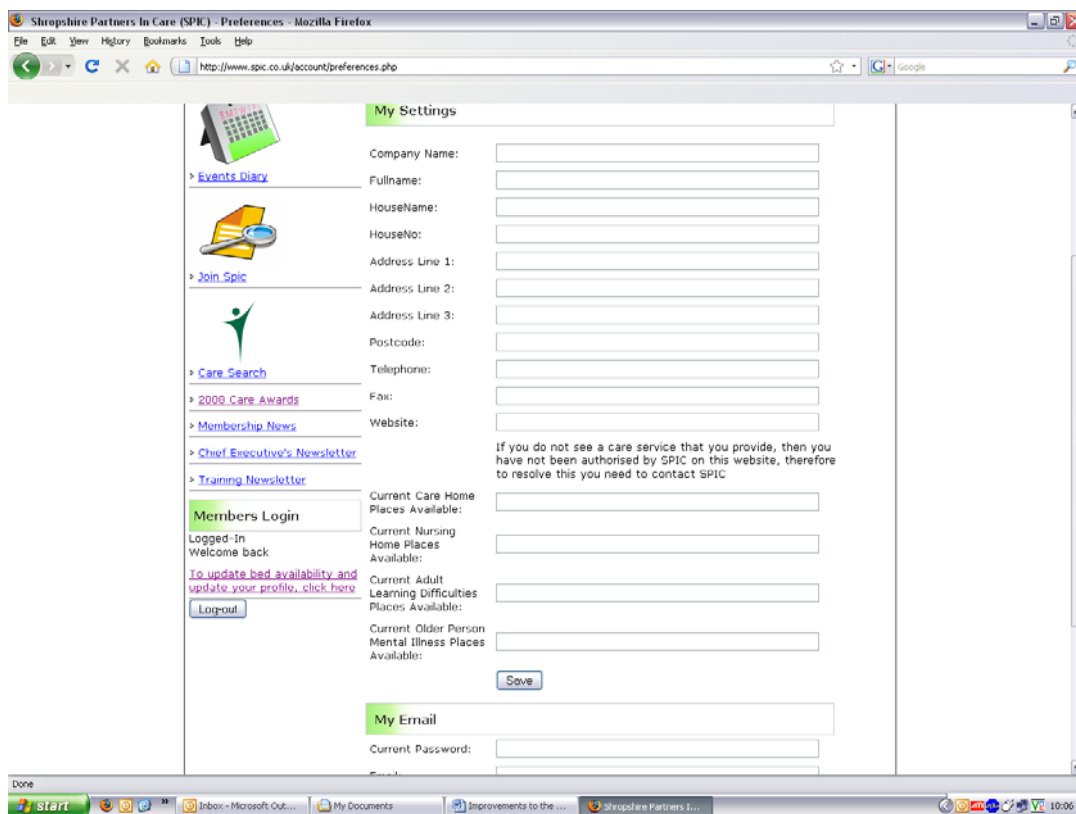 Shropshire Partners In Care (SPIC) - Preferences - Mozilla Firefox
File Edit View History Bookmarks Tools Help
http://www.spic.co.uk/account/preferences.php
G Google
> Events Diary
> Join Spic
> Care Search
> 2008 Care Awards
> Membership News
> Chief Executive's Newsletter
> Training Newsletter
Members Login
Logged-In
Welcome back
To update bed availability and
update your profile, click here
Log-out
My Settings
Company Name:
Fullname:
HouseName:
HouseNo:
Address Line 1:
Address Line 2:
Address Line 3:
Postcode:
Telephone:
Fax:
Website:
If you do not see a care service that you provide, then you
have not been authorised by SPIC on this website, therefore
to resolve this you need to contact SPIC
Current Care Home
Places Available:
Current Nursing
Home Places
Available:
Current Adult
Learning Difficulties
Places Available:
Current Older Person
Mental Illness Places
Available:
Save
My Email
Current Password:
Done
start
Inbox - Microsoft Out...
My Documents
Improvements to the ...
Shropshire Partners I...
10:06